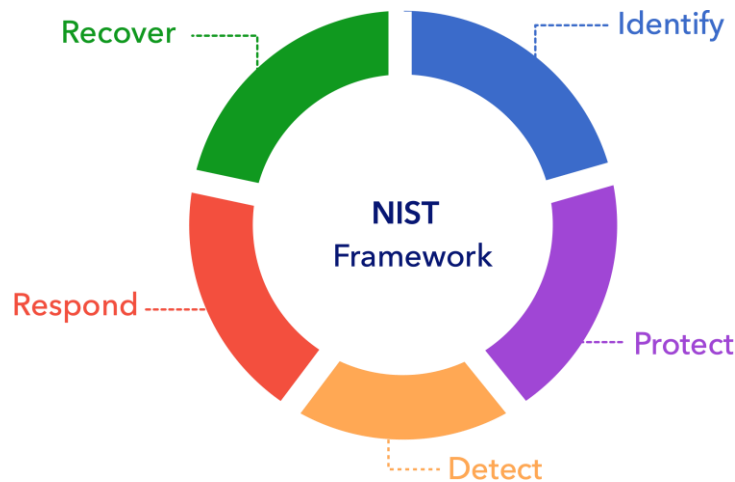 Recover
Identify
NIST
Framework
Respond
Protect
Detect